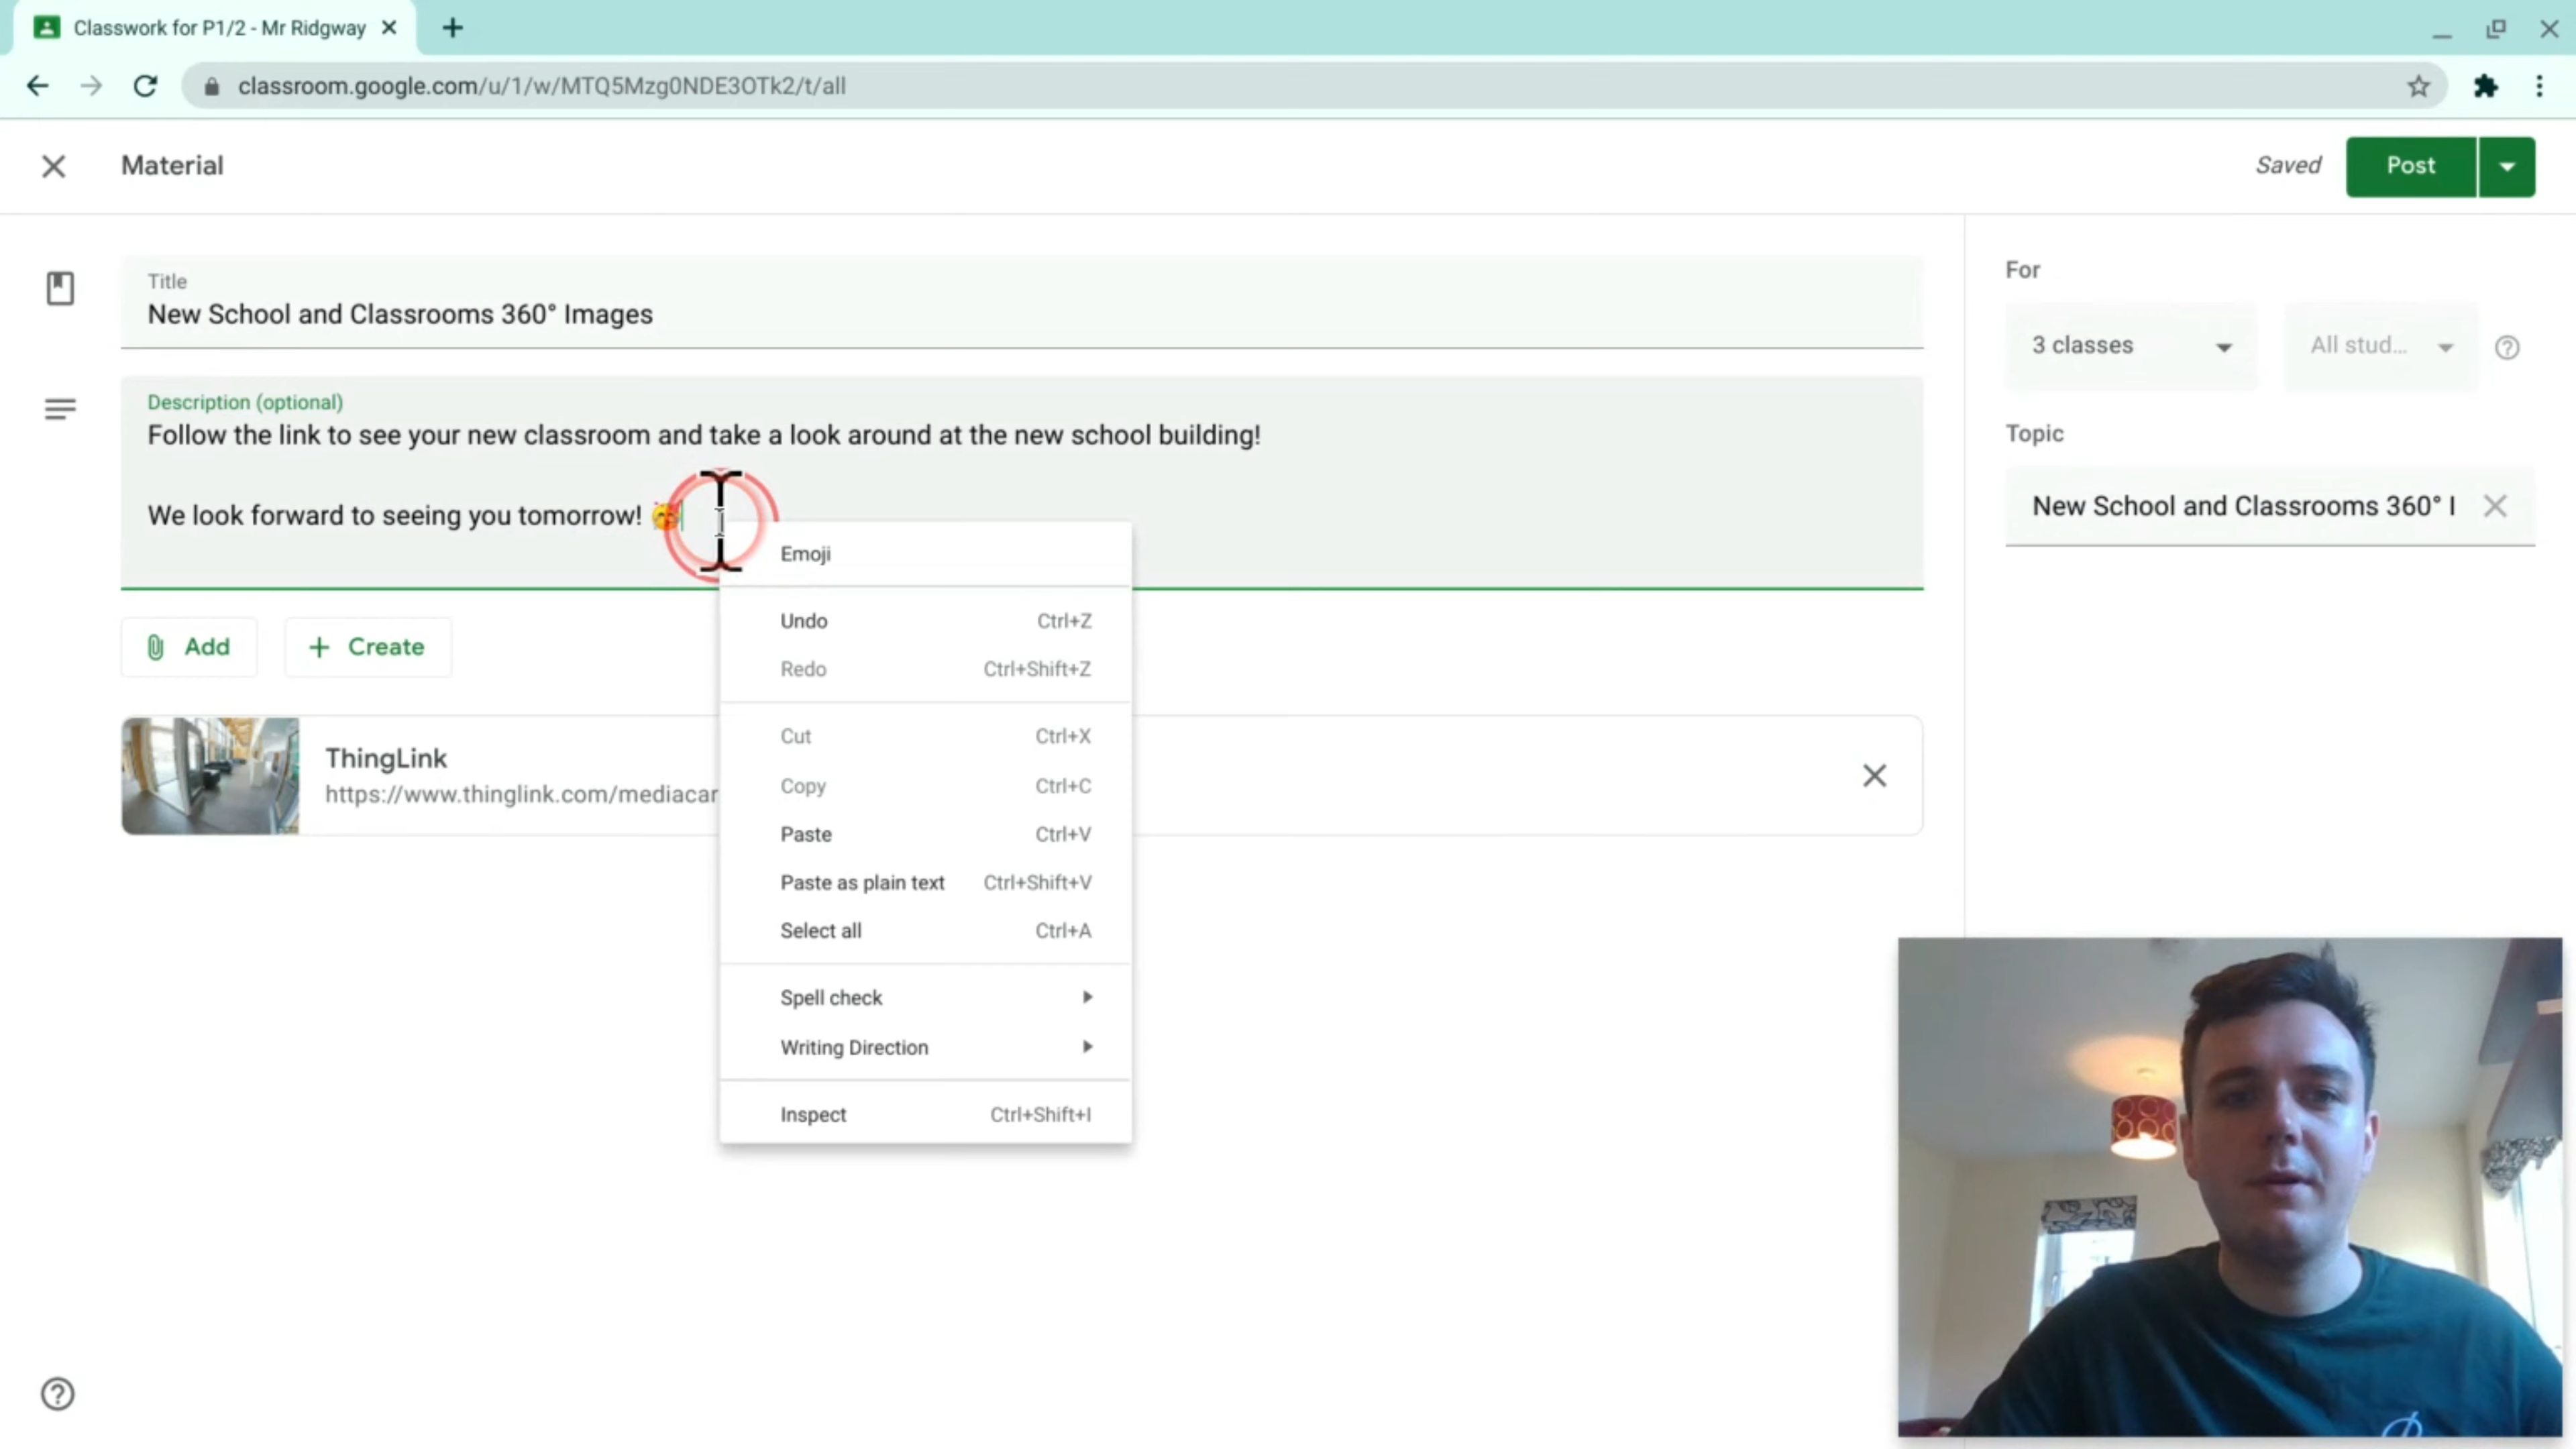 Classwork for P1/2 - Mr Ridgway
classroom.google.com/u/1/w/MTQ5Mzg0NDE3OTk2/t/all
Material
Saved
Post
Title
New School and Classrooms 360° Images
Description (optional)
Follow the link to see your new classroom and take a look around at the new school building!
We look forward to seeing you tomorrow! 🥳
Add
Create
ThingLink
https://www.thinglink.com/mediacar
Emoji
Undo Ctrl+Z
Redo Ctrl+Shift+Z
Cut Ctrl+X
Copy Ctrl+C
Paste Ctrl+V
Paste as plain text Ctrl+Shift+V
Select all Ctrl+A
Spell check
Writing Direction
Inspect Ctrl+Shift+I
For
3 classes
All stud...
Topic
New School and Classrooms 360° I